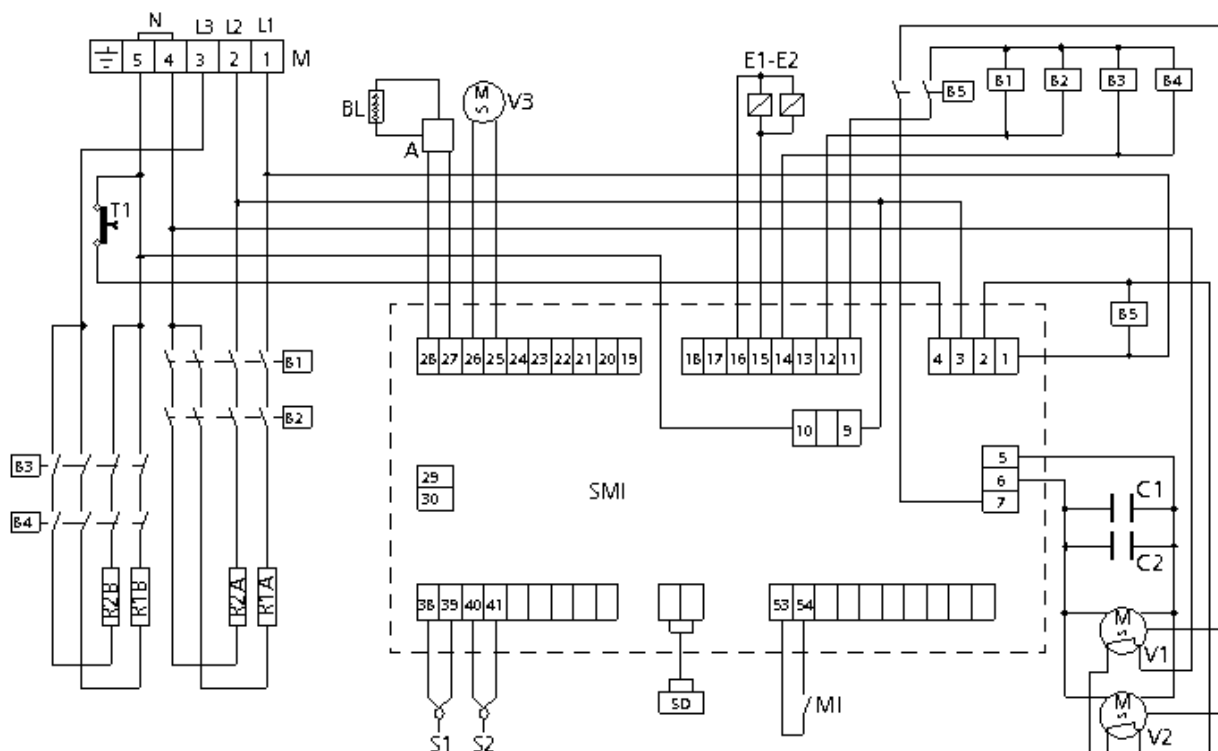 N L3 L2 L1
5 4 3 2 1 M
BL A M S V3
E1-E2
B5 B1 B2 B3 B4
T1
B5
28 27 26 25 24 23 22 21 20 19
18 17 16 15 14 13 12 11
4 3 2 1
B1
B2
10 9
B3
B4
29
30
SMI
5
6
7
C1
C2
R2B R1B R2A R1A
38 39 40 41
53 54
M S V1
SD
MI
M S V2
S1 S2